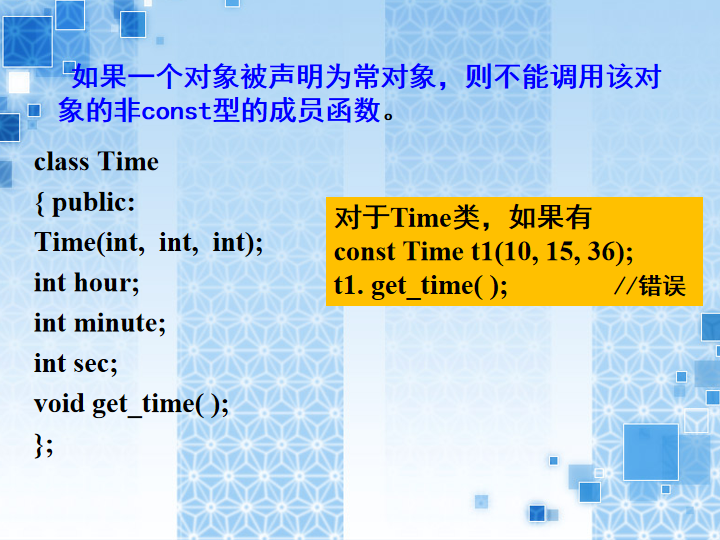 如果一个对象被声明为常对象，则不能调用该对
象的非const型的成员函数。
class Time
{ public:
Time(int, int, int);
int hour;
int minute;
int sec;
void get_time( );
};
对于Time类，如果有
const Time t1(10, 15, 36);
t1. get_time( ); //错误